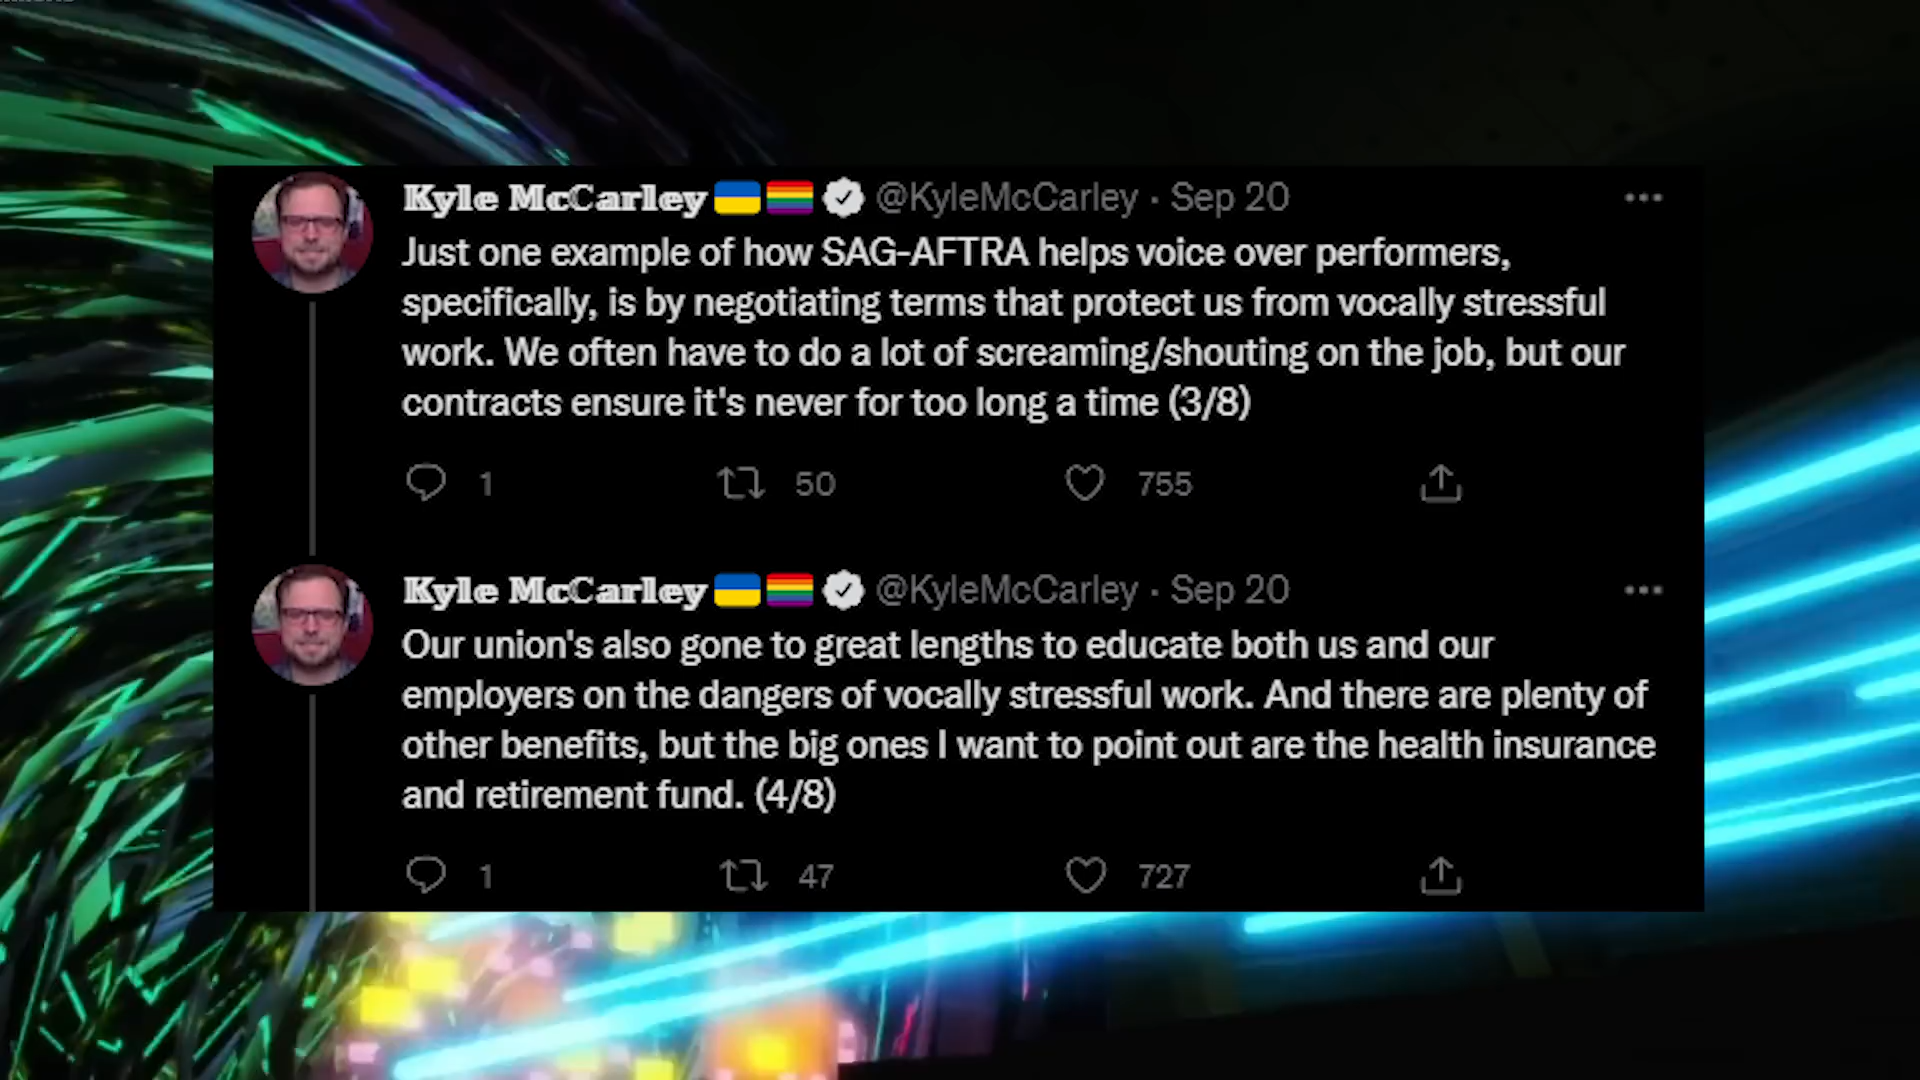 Kyle McCarley @KyleMcCarley · Sep 20
Just one example of how SAG-AFTRA helps voice over performers,
specifically, is by negotiating terms that protect us from vocally stressful
work. We often have to do a lot of screaming/shouting on the job, but our
contracts ensure it's never for too long a time (3/8)
1 50 755
Kyle McCarley @KyleMcCarley · Sep 20
Our union's also gone to great lengths to educate both us and our
employers on the dangers of vocally stressful work. And there are plenty of
other benefits, but the big ones I want to point out are the health insurance
and retirement fund. (4/8)
1 47 727